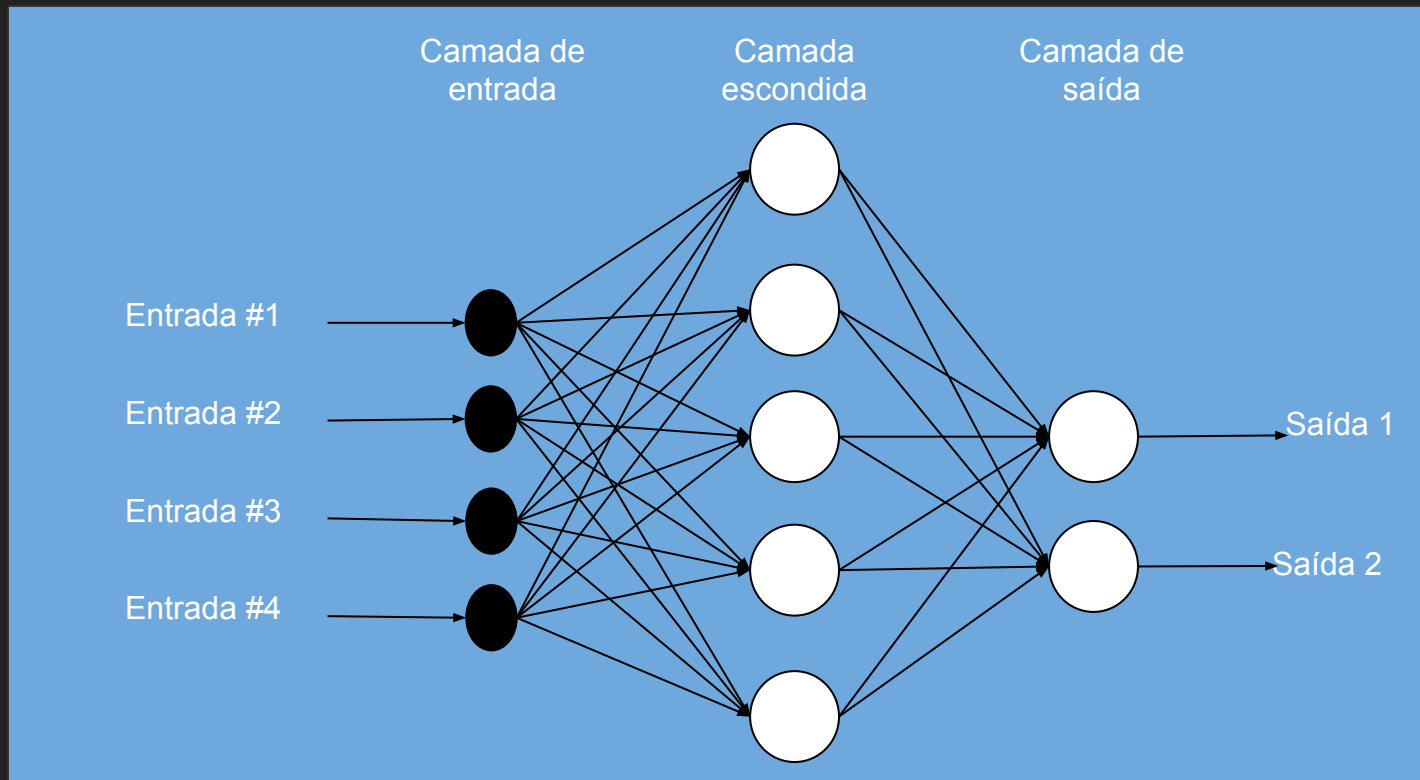 Camada de
entrada
Camada
escondida
Camada de
saída
Entrada #1
Entrada #2
Entrada #3
Entrada #4
Saída 1
Saída 2